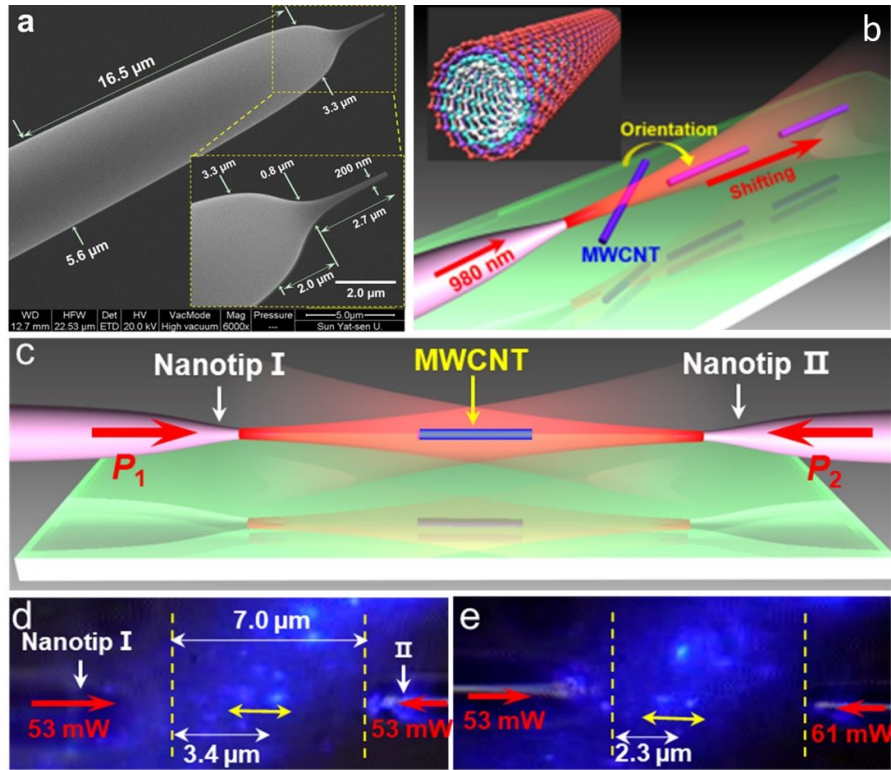 a
16.5 μm
3.3 μm
3.3 μm
0.8 μm
200 nm
2.7 μm
5.6 μm
2.0 μm
2.0 μm
WD HFW Det HV VacMode Mag Pressure 5.0μm
12.7 mm 22.53 μm ETD 20.0 kV High vacuum 6000x --- Sun Yat-sen U.
b
Orientation
Shifting
MWCNT
980 nm
c
Nanotip I
MWCNT
Nanotip II
P1
P2
d
7.0 μm
Nanotip I
II
53 mW
53 mW
3.4 μm
e
53 mW
2.3 μm
61 mW